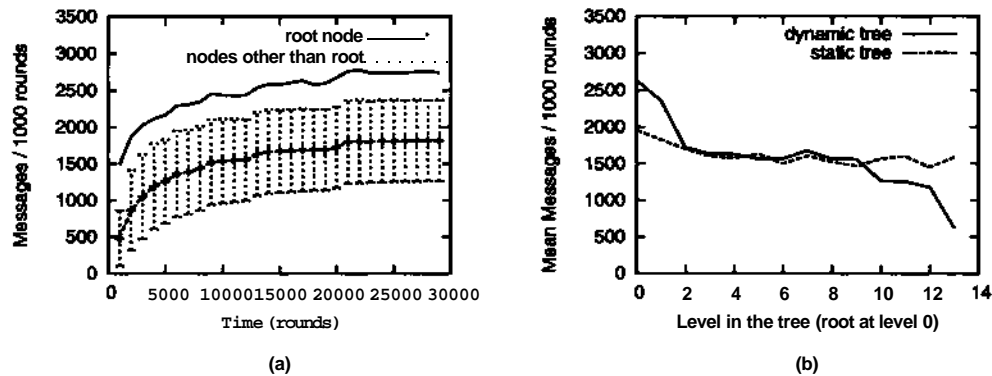 3500
3000
2500
2000
1500
1000
500
0
Messages / 1000 rounds
root node
nodes other than root
0 5000 10000 15000 20000 25000 30000
Time (rounds)
(a)
3500
3000
2500
2000
1500
1000
500
0
Mean Messages / 1000 rounds
dynamic tree
static tree
0 2 4 6 8 10 12 14
Level in the tree (root at level 0)
(b)